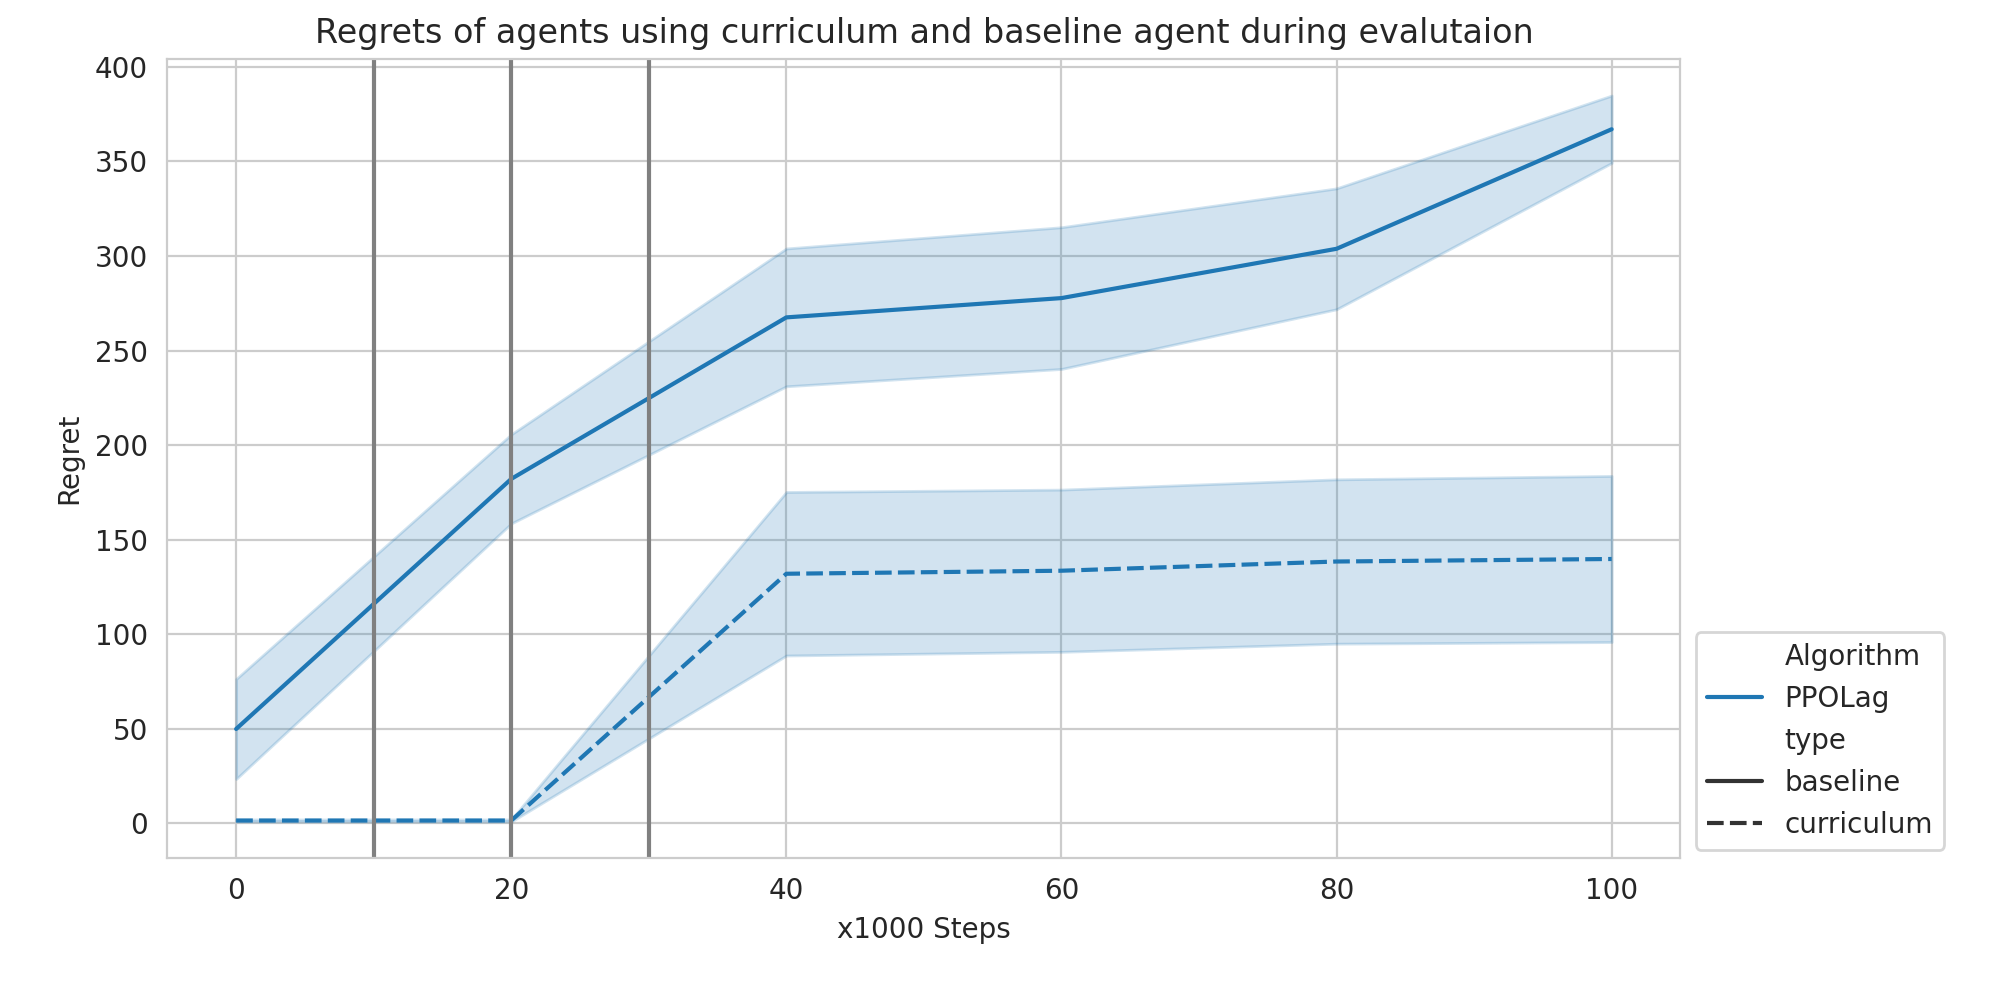 Regrets of agents using curriculum and baseline agent during evalutaion
400
350
300
250
200
150
100
50
0
Regret
0 20 40 60 80 100
x1000 Steps
Algorithm
PPOLag
type
baseline
curriculum